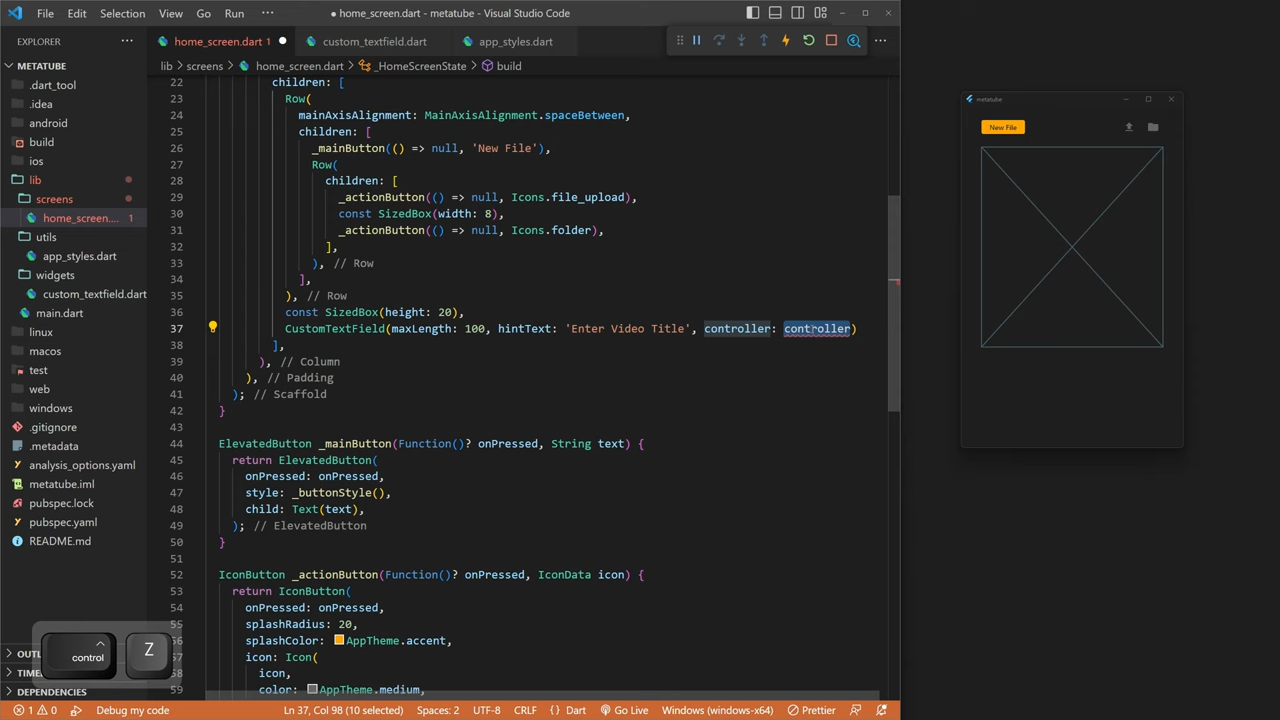 File Edit Selection View Go Run ··· ● home_screen.dart - metatube - Visual Studio Code
EXPLORER ···
home_screen.dart 1 ●
custom_textfield.dart
app_styles.dart
lib > screens > home_screen.dart > _HomeScreenState > build
METATUBE
.dart_tool
.idea
android
build
ios
lib
screens
home_screen.... 1
utils
app_styles.dart
widgets
custom_textfield.dart
main.dart
linux
macos
test
web
windows
.gitignore
.metadata
analysis_options.yaml
metatube.iml
pubspec.lock
pubspec.yaml
README.md
TIME
DEPENDENCIES
22 children: [
23 Row(
24 mainAxisAlignment: MainAxisAlignment.spaceBetween,
25 children: [
26 _mainButton(() => null, 'New File'),
27 Row(
28 children: [
29 _actionButton(() => null, Icons.file_upload),
30 const SizedBox(width: 8),
31 _actionButton(() => null, Icons.folder),
32 ],
33 ), // Row
34 ],
35 ), // Row
36 const SizedBox(height: 20),
37 CustomTextField(maxLength: 100, hintText: 'Enter Video Title', controller: controller)
38 ],
39 ), // Column
40 ), // Padding
41 ); // Scaffold
42 }
43
44 ElevatedButton _mainButton(Function()? onPressed, String text) {
45 return ElevatedButton(
46 onPressed: onPressed,
47 style: _buttonStyle(),
48 child: Text(text),
49 ); // ElevatedButton
50 }
51
52 IconButton _actionButton(Function()? onPressed, IconData icon) {
53 return IconButton(
54 onPressed: onPressed,
55 splashRadius: 20,
56 splashColor: AppTheme.accent,
57 icon: Icon(
58 icon,
59 color: AppTheme.medium,
control
Z
metatube
New File
1 0 Debug my code Ln 37, Col 98 (10 selected) Spaces: 2 UTF-8 CRLF {} Dart Go Live Windows (windows-x64) Prettier